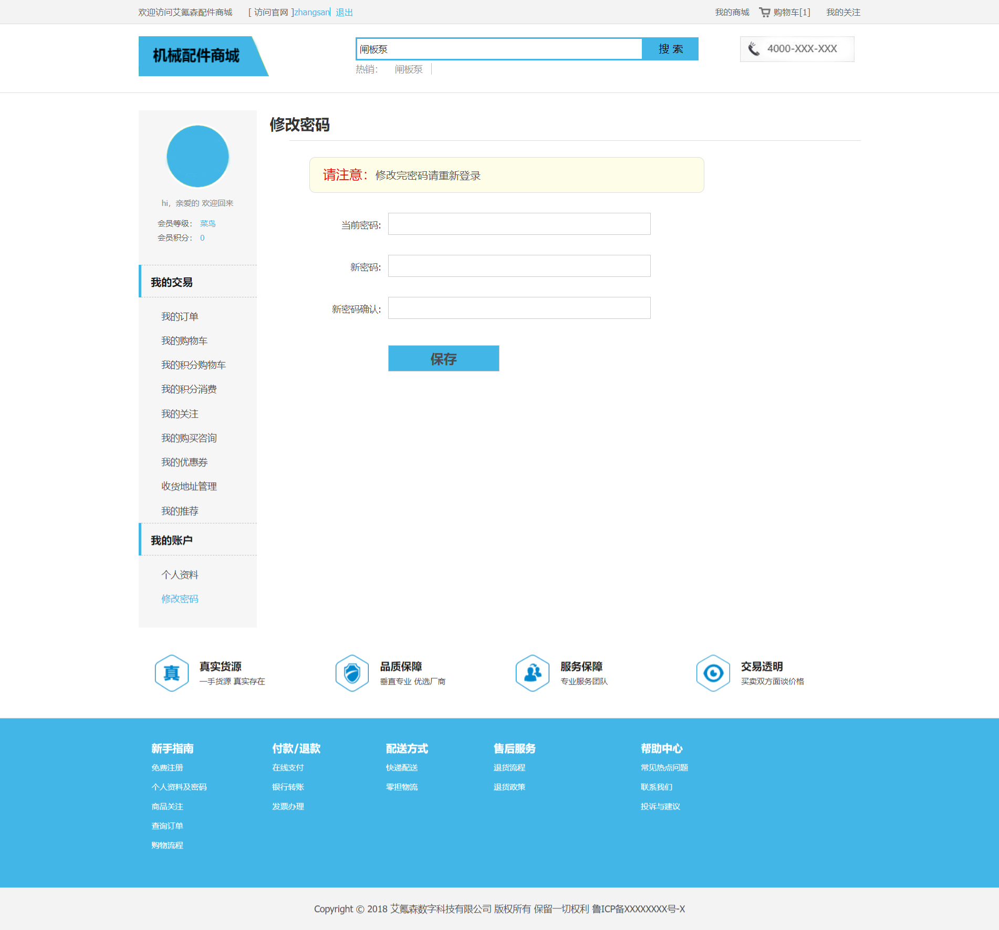 欢迎访问艾氪森配件商城 [ 访问官网 ]zhangsan| 退出 我的商城 购物车[1] 我的关注
机械配件商城
闸板泵 搜 索
4000-XXX-XXX
热销： 闸板泵
修改密码
请注意：修改完密码请重新登录
hi，亲爱的 欢迎回来
会员等级： 菜鸟
会员积分： 0
当前密码:
新密码:
新密码确认:
保存
我的交易
我的订单
我的购物车
我的积分购物车
我的积分消费
我的关注
我的购买咨询
我的优惠券
收货地址管理
我的推荐
我的账户
个人资料
修改密码
真
真实货源
一手货源 真实存在
品质保障
垂直专业 优选厂商
服务保障
专业服务团队
交易透明
买卖双方面谈价格
新手指南
免费注册
个人资料及密码
商品关注
查询订单
购物流程
付款/退款
在线支付
银行转账
发票办理
配送方式
快递配送
零担物流
售后服务
退货流程
退货政策
帮助中心
常见热点问题
联系我们
投诉与建议
Copyright © 2018 艾氪森数字科技有限公司 版权所有 保留一切权利 鲁ICP备XXXXXXXX号-X